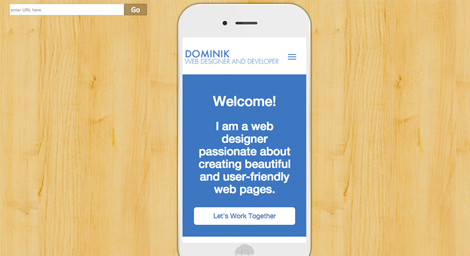 enter URL here
Go
DOMINIK
WEB DESIGNER AND DEVELOPER
Welcome!
I am a web
designer
passionate about
creating beautiful
and user-friendly
web pages.
Let's Work Together